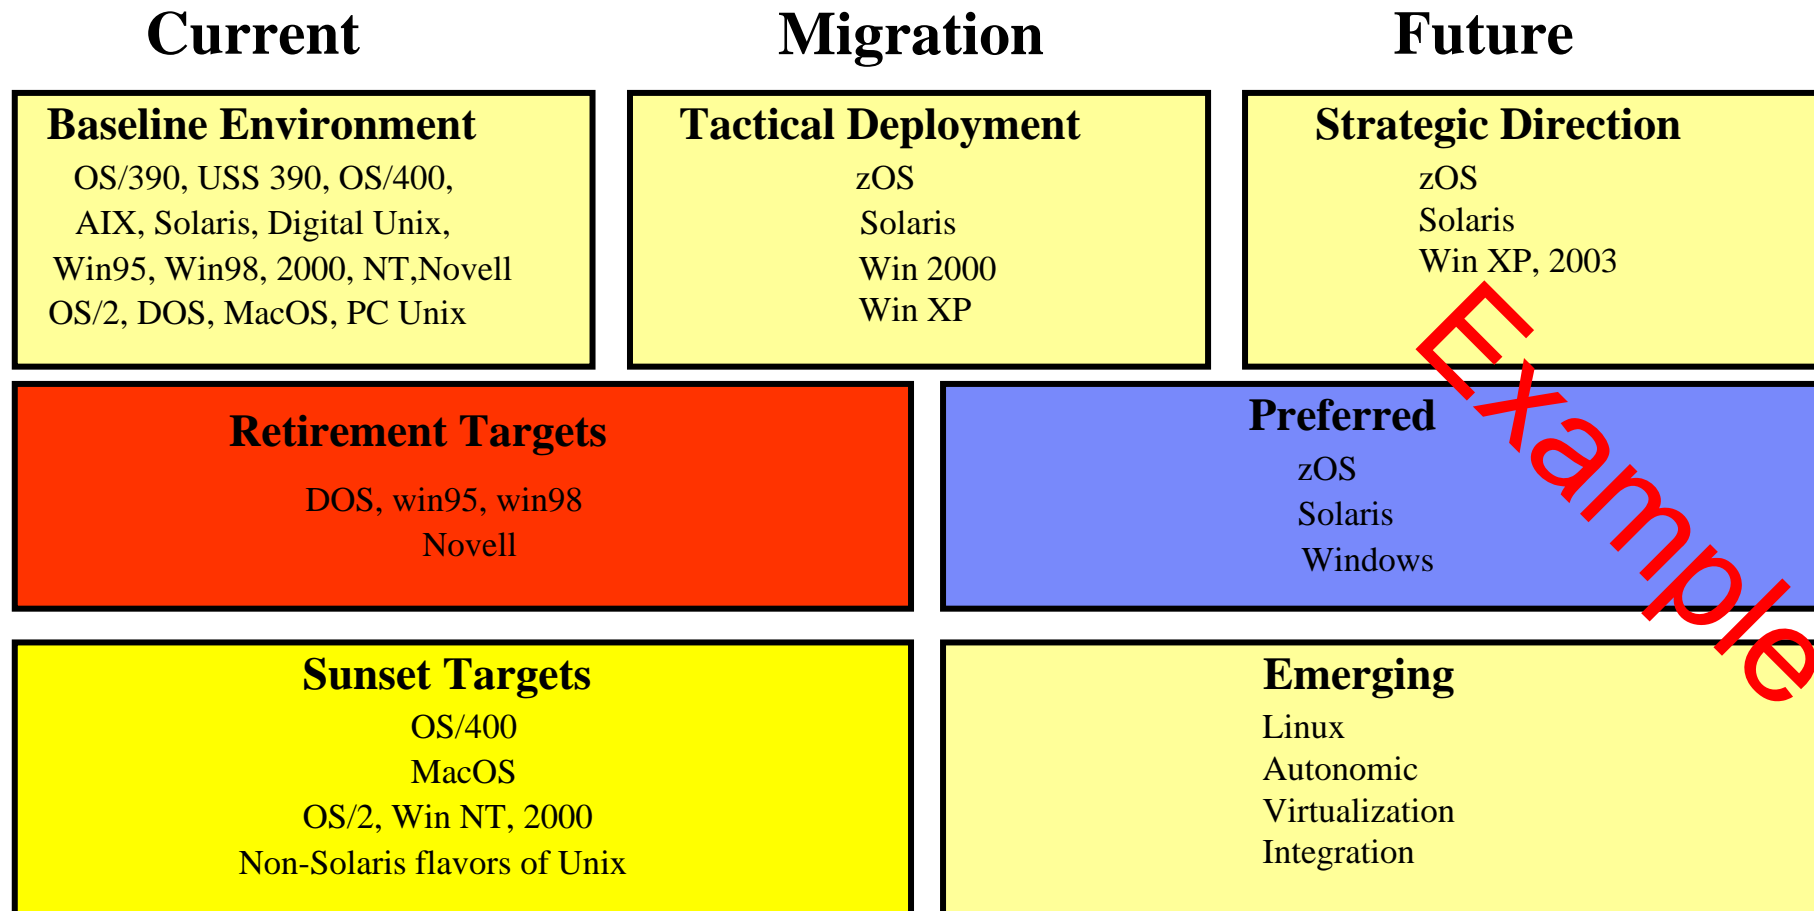 Current
Migration
Future
Baseline Environment
OS/390, USS 390, OS/400,
AIX, Solaris, Digital Unix,
Win95, Win98, 2000, NT,Novell
OS/2, DOS, MacOS, PC Unix
Tactical Deployment
zOS
Solaris
Win 2000
Win XP
Strategic Direction
zOS
Solaris
Win XP, 2003
Retirement Targets
DOS, win95, win98
Novell
Preferred
zOS
Solaris
Windows
Example
Sunset Targets
OS/400
MacOS
OS/2, Win NT, 2000
Non-Solaris flavors of Unix
Emerging
Linux
Autonomic
Virtualization
Integration